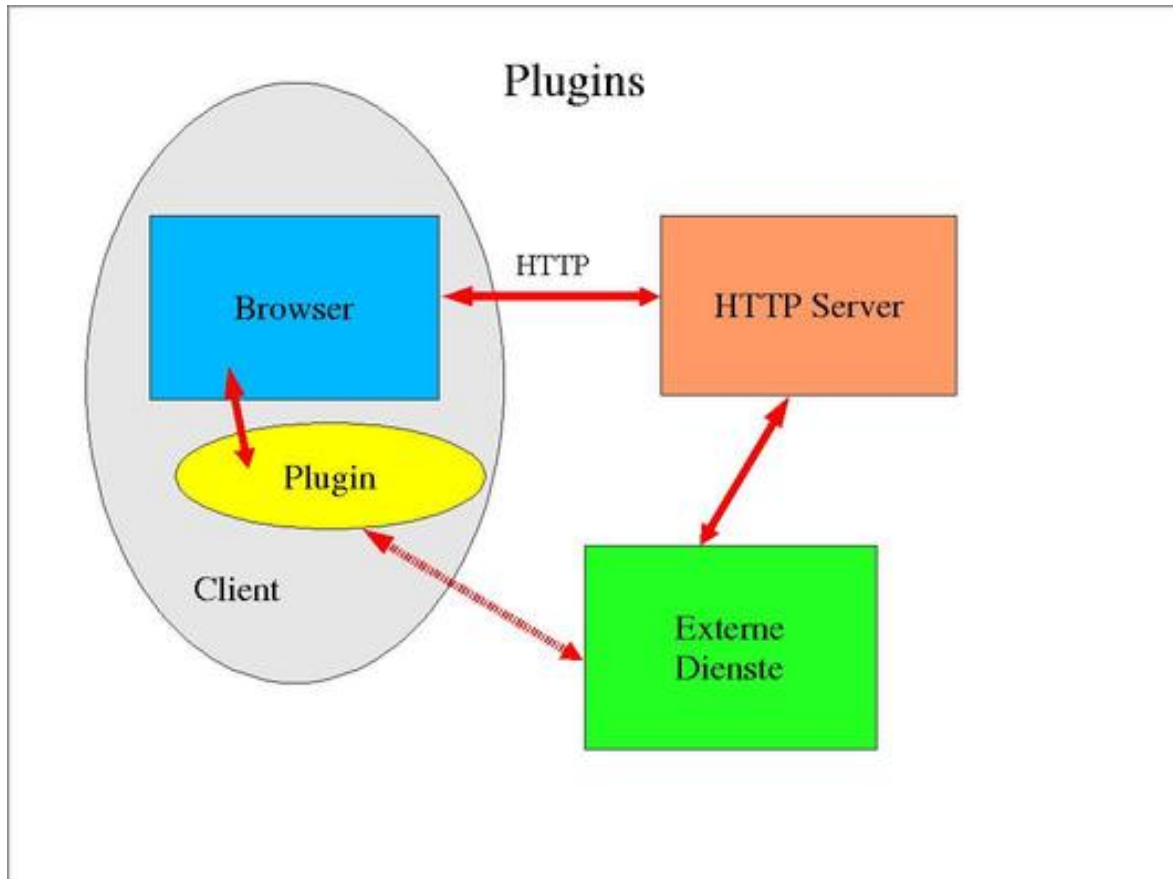 Plugins
HTTP
Browser
HTTP Server
Plugin
Client
Externe
Dienste